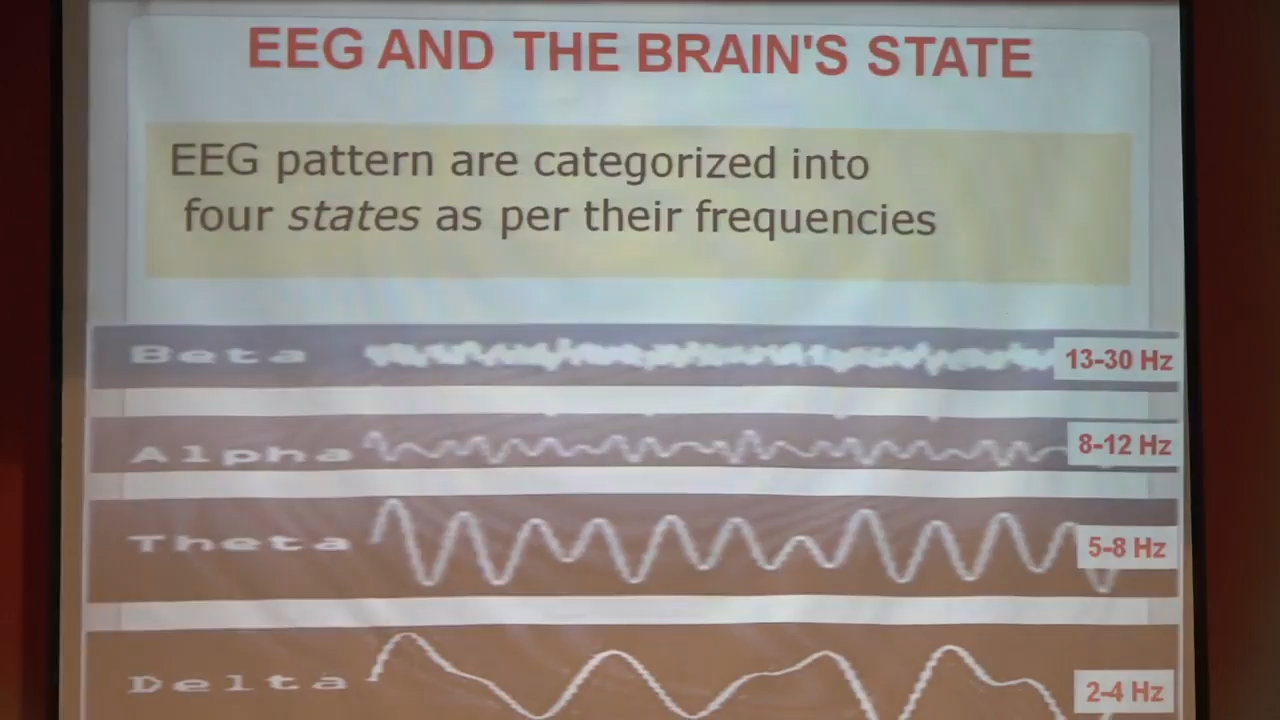 EEG AND THE BRAIN'S STATE
EEG pattern are categorized into
four states as per their frequencies
Beta 13-30 Hz
Alpha 8-12 Hz
Theta 5-8 Hz
Delta 2-4 Hz